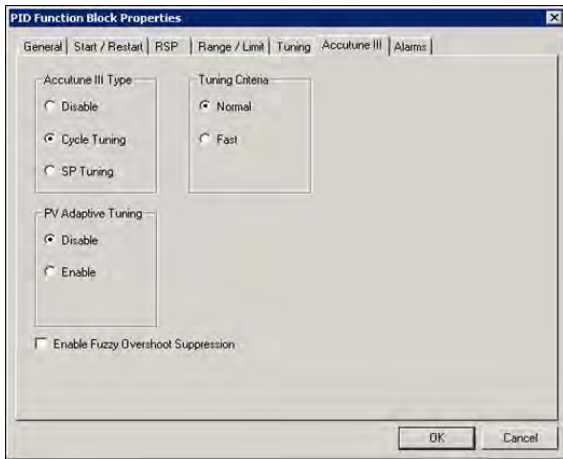 PID Function Block Properties
General Start / Restart RSP Range / Limit Tuning Accutune III Alarms
Accutune III Type
Disable
Cycle Tuning
SP Tuning
Tuning Criteria
Normal
Fast
PV Adaptive Tuning
Disable
Enable
Enable Fuzzy Overshoot Suppression
OK Cancel